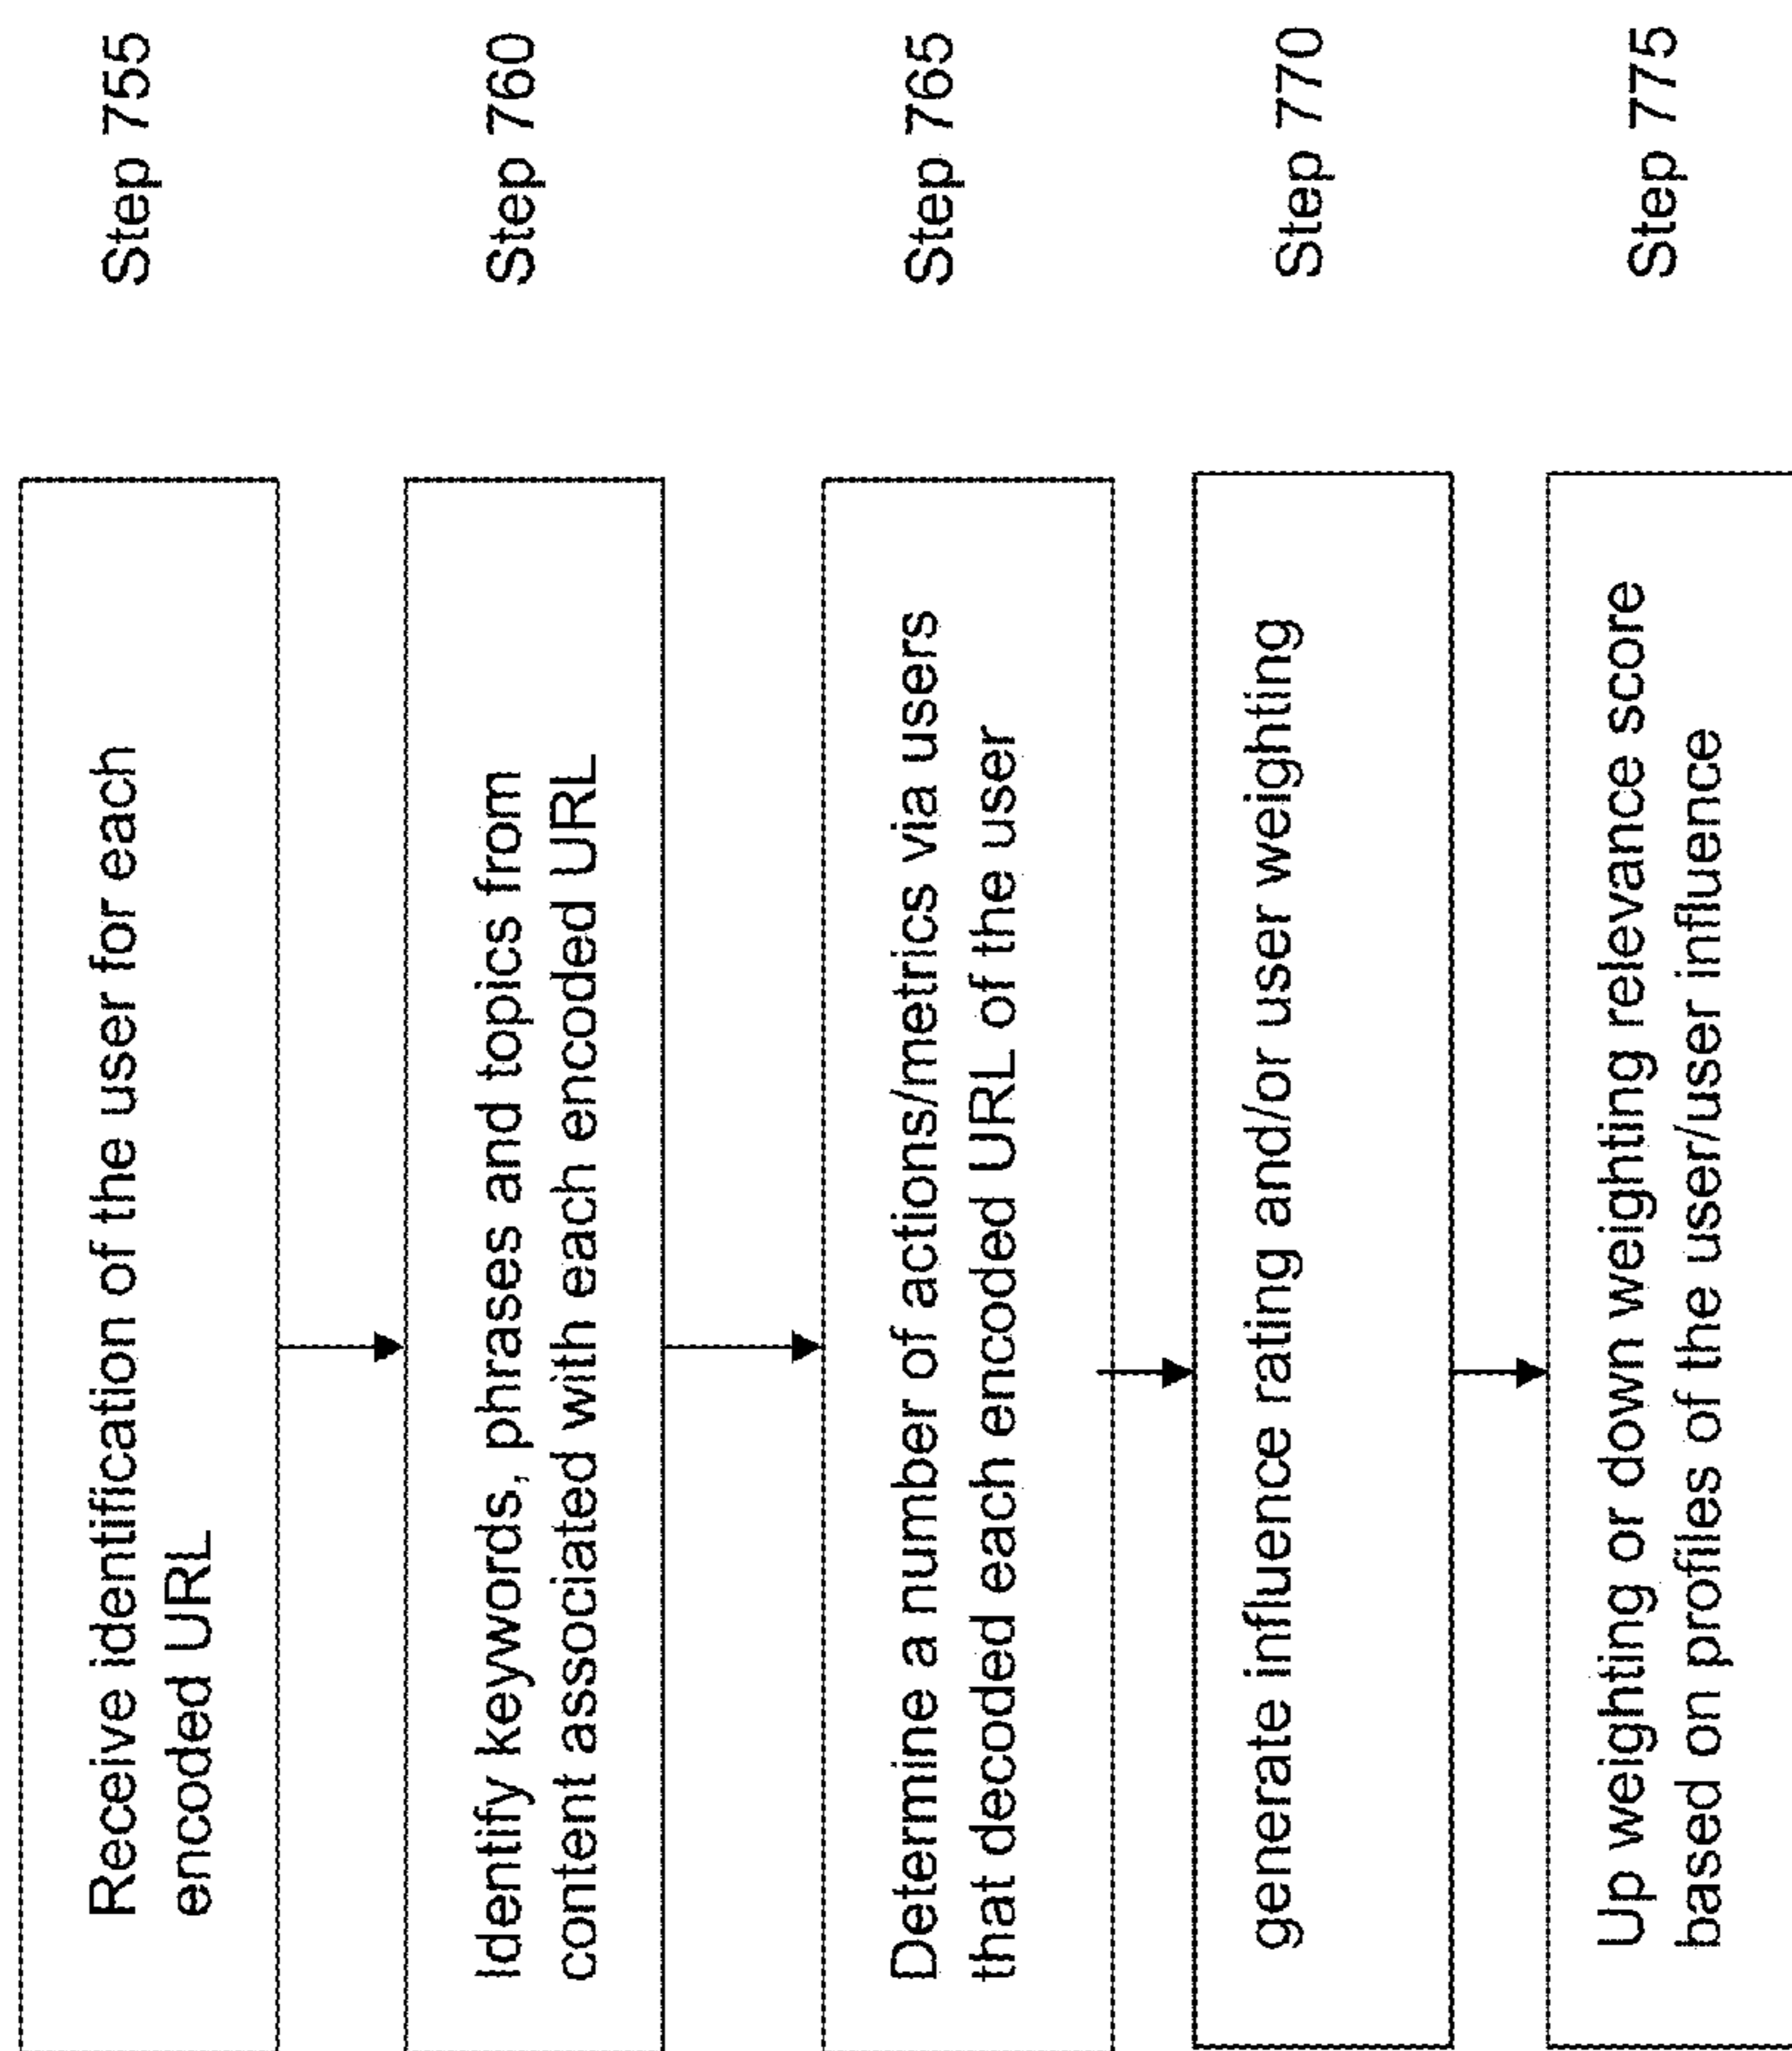 Receive identification of the user for each
encoded URL
Step 755
Identify keywords, phrases and topics from
content associated with each encoded URL
Step 760
Determine a number of actions/metrics via users
that decoded each encoded URL of the user
Step 765
generate influence rating and/or user weighting
Step 770
Up weighting or down weighting relevance score
based on profiles of the user/user influence
Step 775